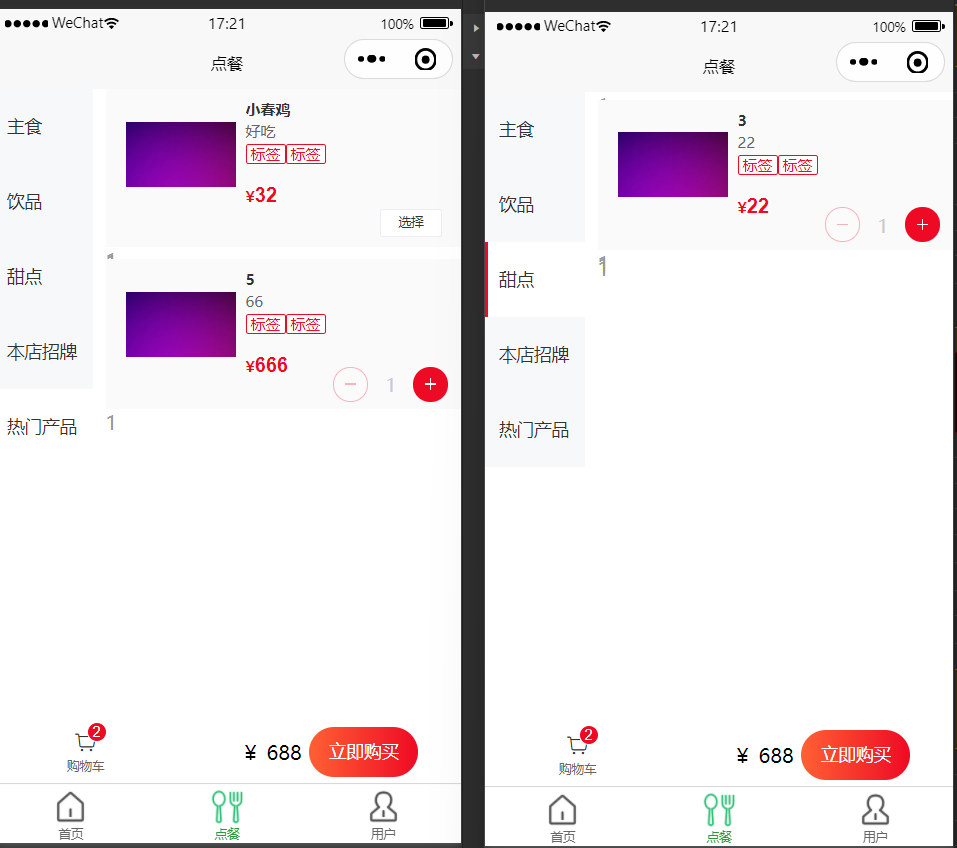 WeChat 17:21 100%
点餐
主食
饮品
甜点
本店招牌
热门产品
小春鸡
好吃
标签 标签
¥32
选择
5
66
标签 标签
¥666
1
1
2
购物车
¥ 688 立即购买
首页 点餐 用户
WeChat 17:21 100%
点餐
主食
饮品
甜点
本店招牌
热门产品
3
22
标签 标签
¥22
1
1
2
购物车
¥ 688 立即购买
首页 点餐 用户